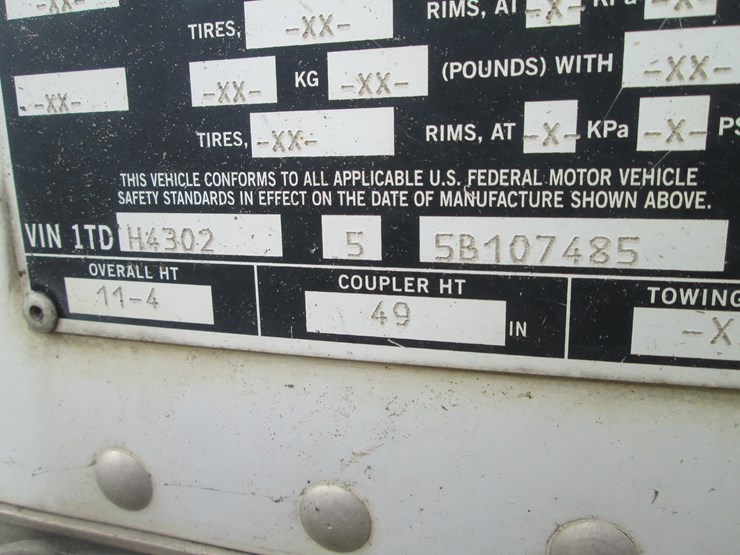 -XX-
TIRES, -XX- RIMS, AT -X- KPa -X-
-XX- -XX- KG -XX- (POUNDS) WITH -XX-
TIRES, -XX- RIMS, AT -X- KPa -X- PS
THIS VEHICLE CONFORMS TO ALL APPLICABLE U.S. FEDERAL MOTOR VEHICLE
SAFETY STANDARDS IN EFFECT ON THE DATE OF MANUFACTURE SHOWN ABOVE.
VIN 1TD H4302 5 5B107485
OVERALL HT COUPLER HT TOWING
11-4 49 IN -X